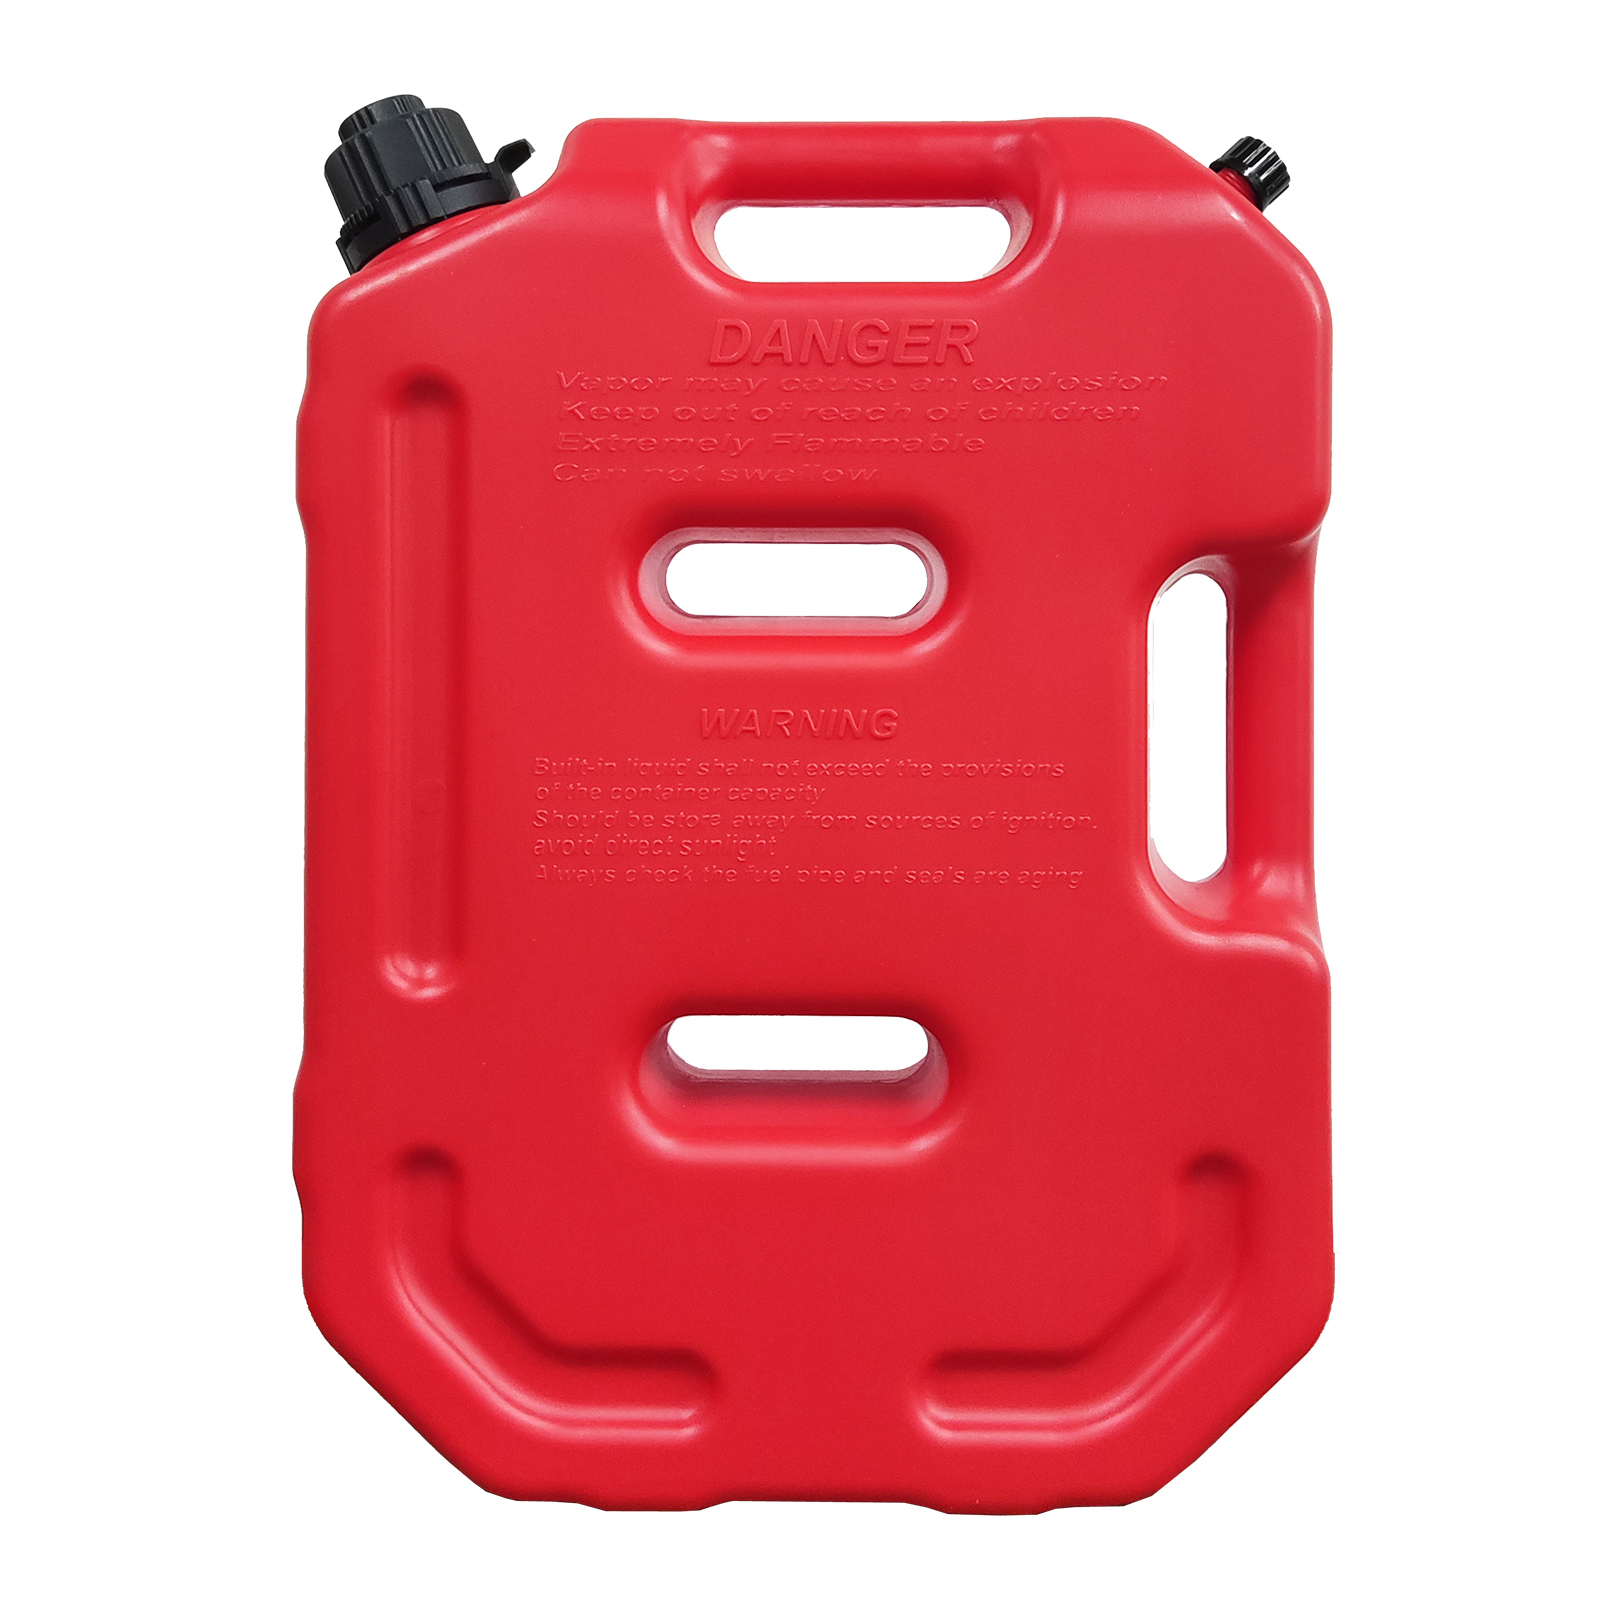 DANGER
Vapor may cause an explosion
Keep out of reach of children
Extremely Flammable
Can not swallow
WARNING
Built-in liquid shall not exceed the provisions
of the container capacity
Should be store away from sources of ignition,
avoid direct sunlight
Always check the fuel pipe and seals are aging